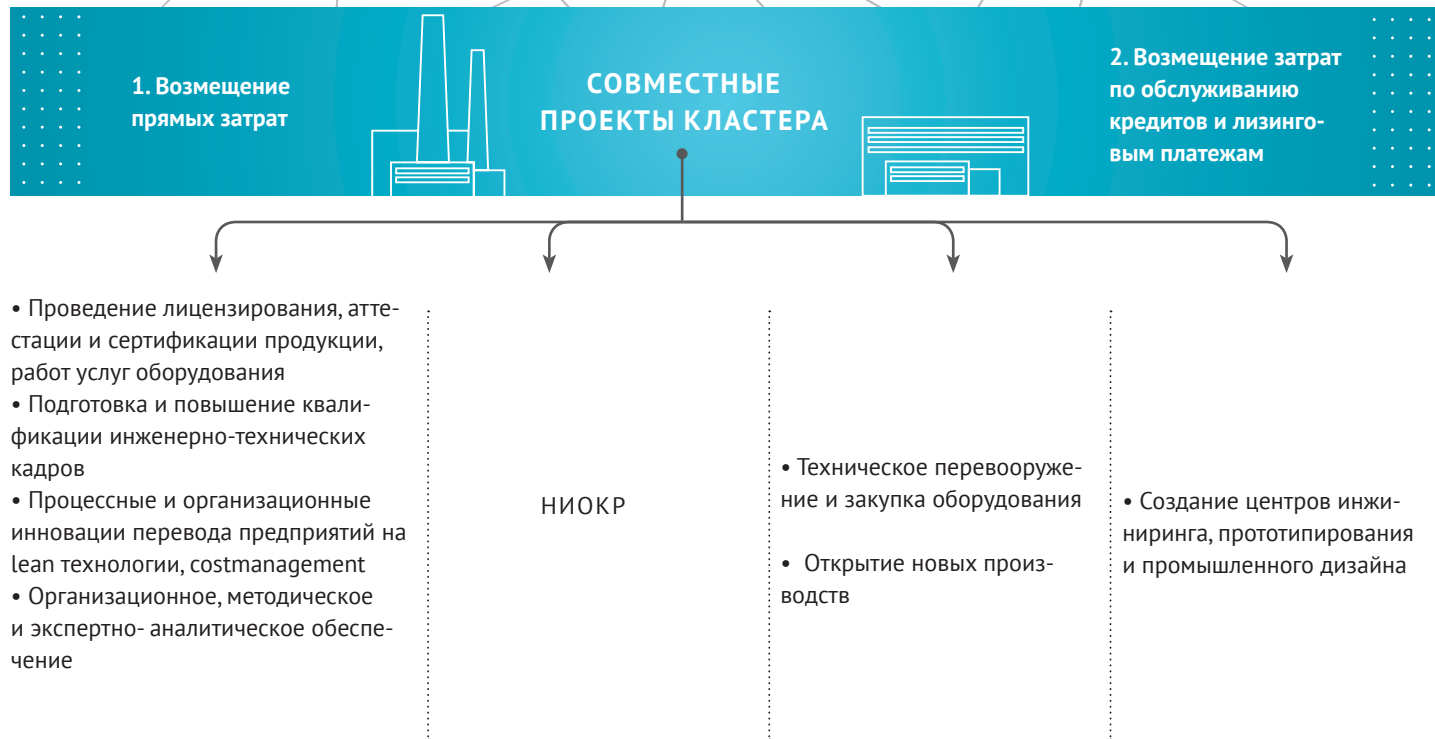 1. Возмещение
прямых затрат
СОВМЕСТНЫЕ
ПРОЕКТЫ КЛАСТЕРА
2. Возмещение затрат
по обслуживанию
кредитов и лизинго-
вым платежам
• Проведение лицензирования, атте-
стации и сертификации продукции,
работ услуг оборудования
• Подготовка и повышение квали-
фикации инженерно-технических
кадров
• Процессные и организационные
инновации перевода предприятий на
lean технологии, costmanagement
• Организационное, методическое
и экспертно- аналитическое обеспе-
чение
НИОКР
• Техническое перевооруже-
ние и закупка оборудования
• Открытие новых произ-
водств
• Создание центров инжи-
ниринга, прототипирования
и промышленного дизайна